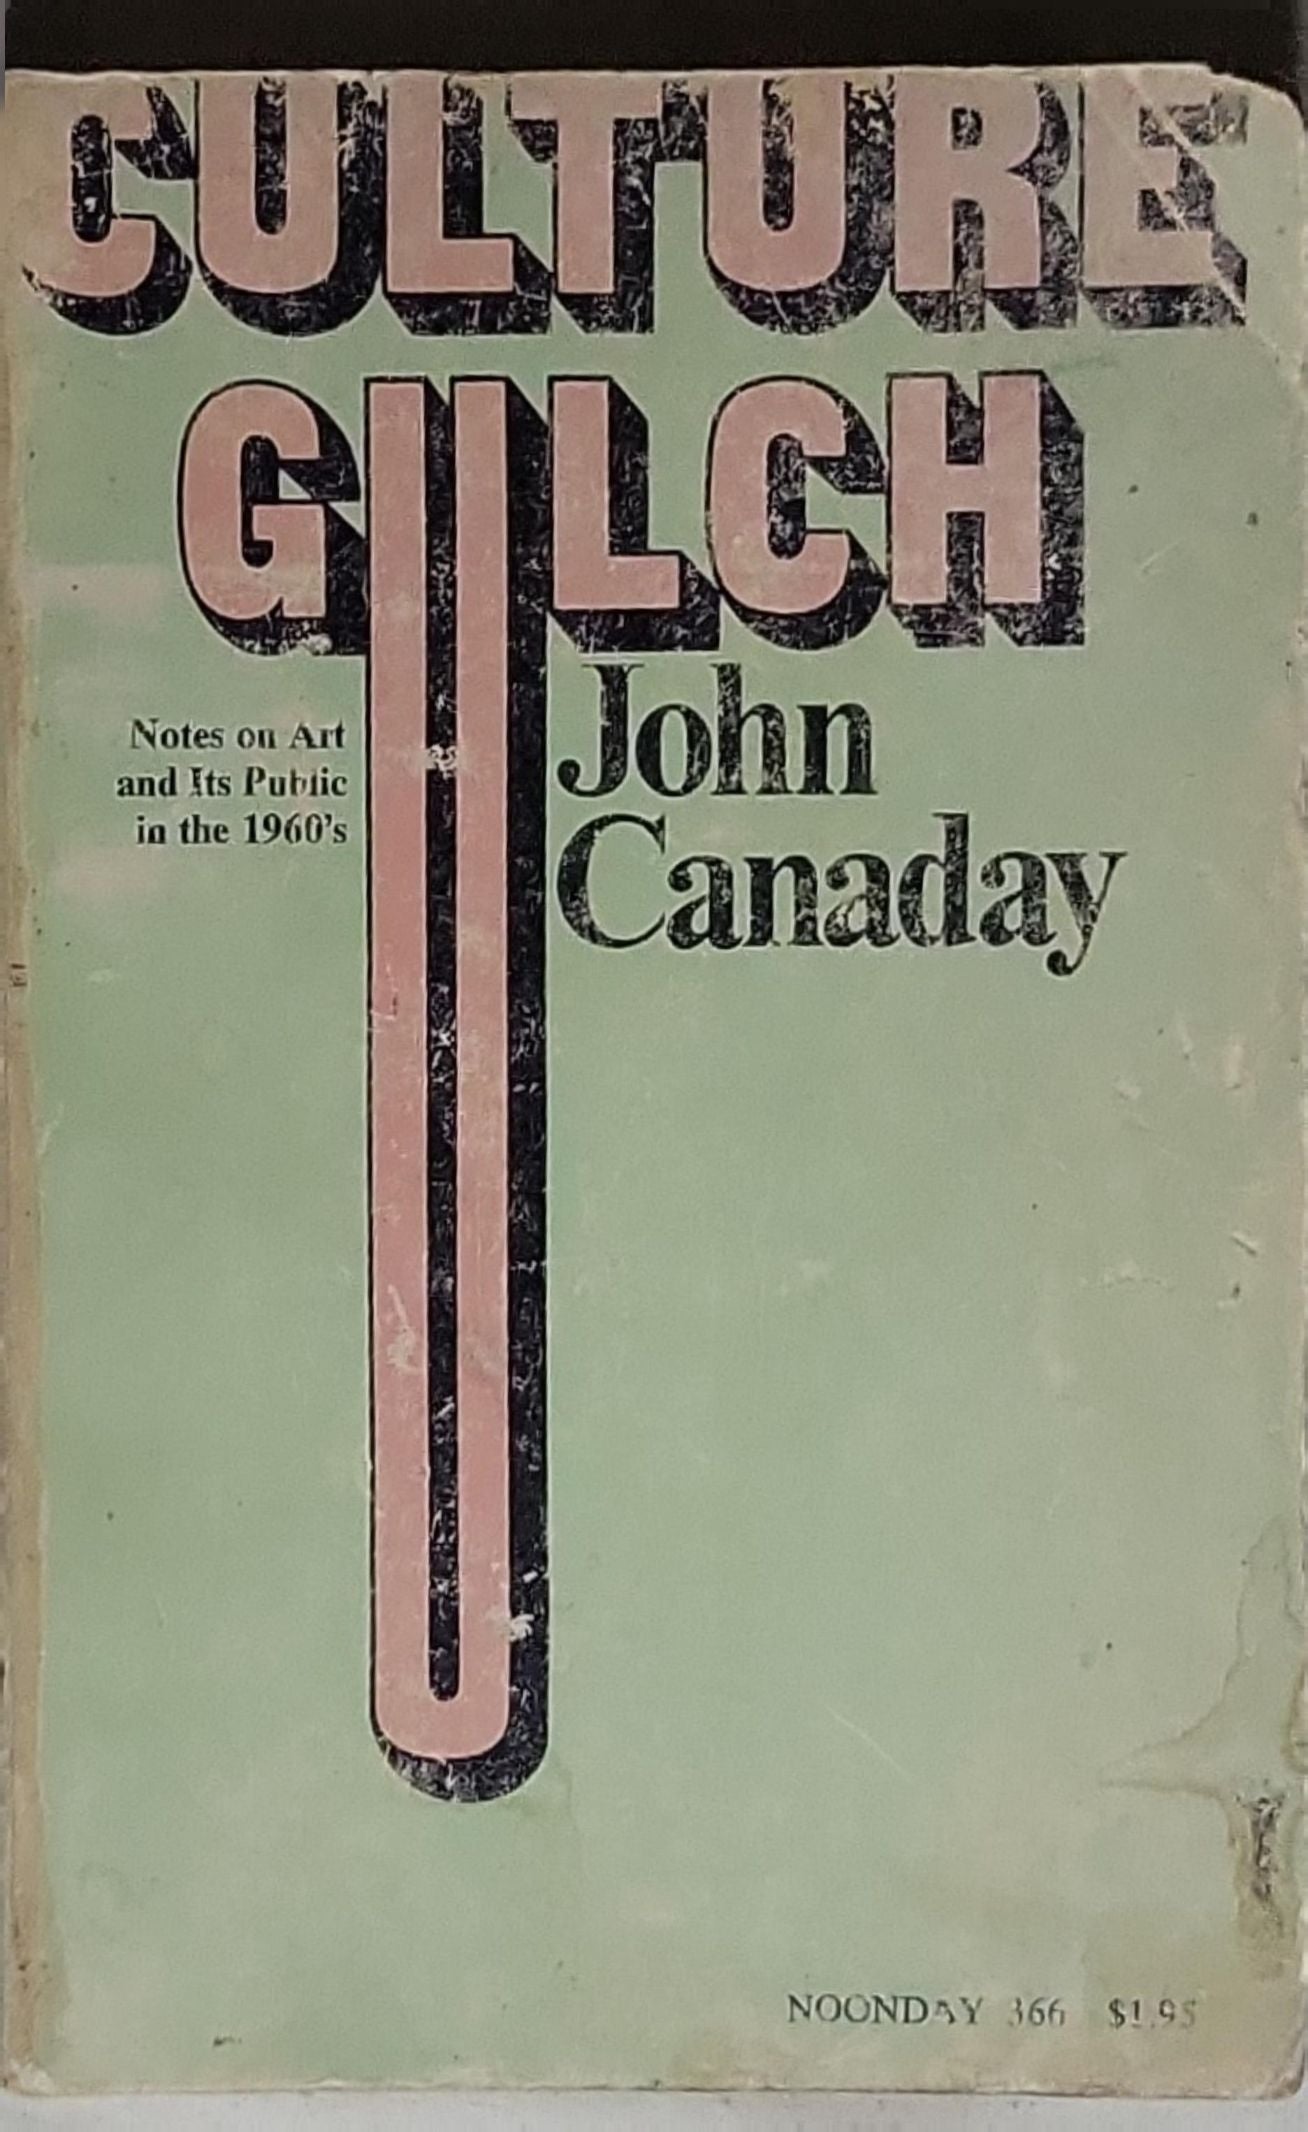 CULTURE
GULCH
Notes on Art
and Its Public
in the 1960's
John
Canaday
NOONDAY 366 $1.95